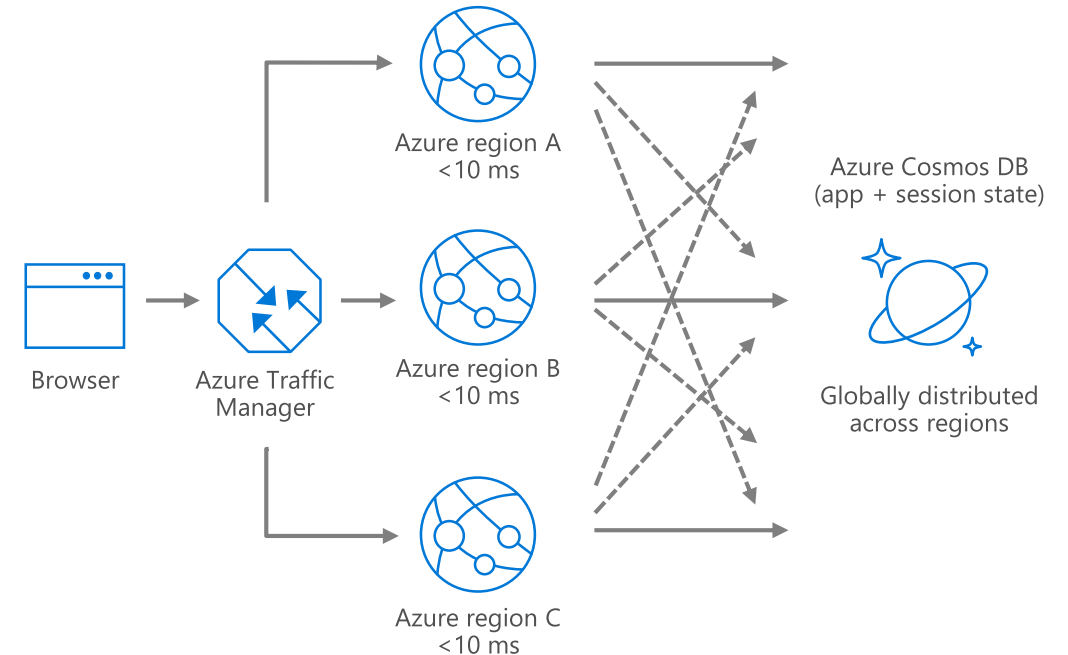 Browser
Azure Traffic
Manager
Azure region A
<10 ms
Azure region B
<10 ms
Azure region C
<10 ms
Azure Cosmos DB
(app + session state)
Globally distributed
across regions